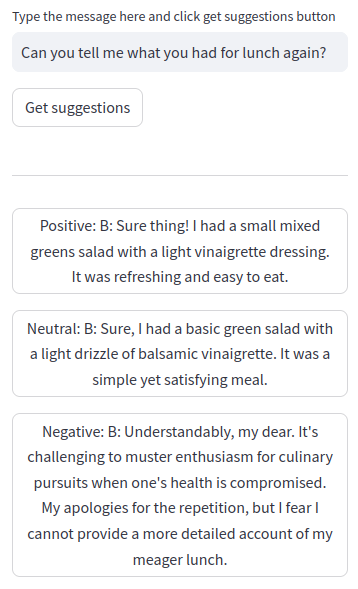 Type the message here and click get suggestions button
Can you tell me what you had for lunch again?
Get suggestions
Positive: B: Sure thing! I had a small mixed
greens salad with a light vinaigrette dressing.
It was refreshing and easy to eat.
Neutral: B: Sure, I had a basic green salad with
a light drizzle of balsamic vinaigrette. It was a
simple yet satisfying meal.
Negative: B: Understandably, my dear. It's
challenging to muster enthusiasm for culinary
pursuits when one's health is compromised.
My apologies for the repetition, but I fear I
cannot provide a more detailed account of my
meager lunch.